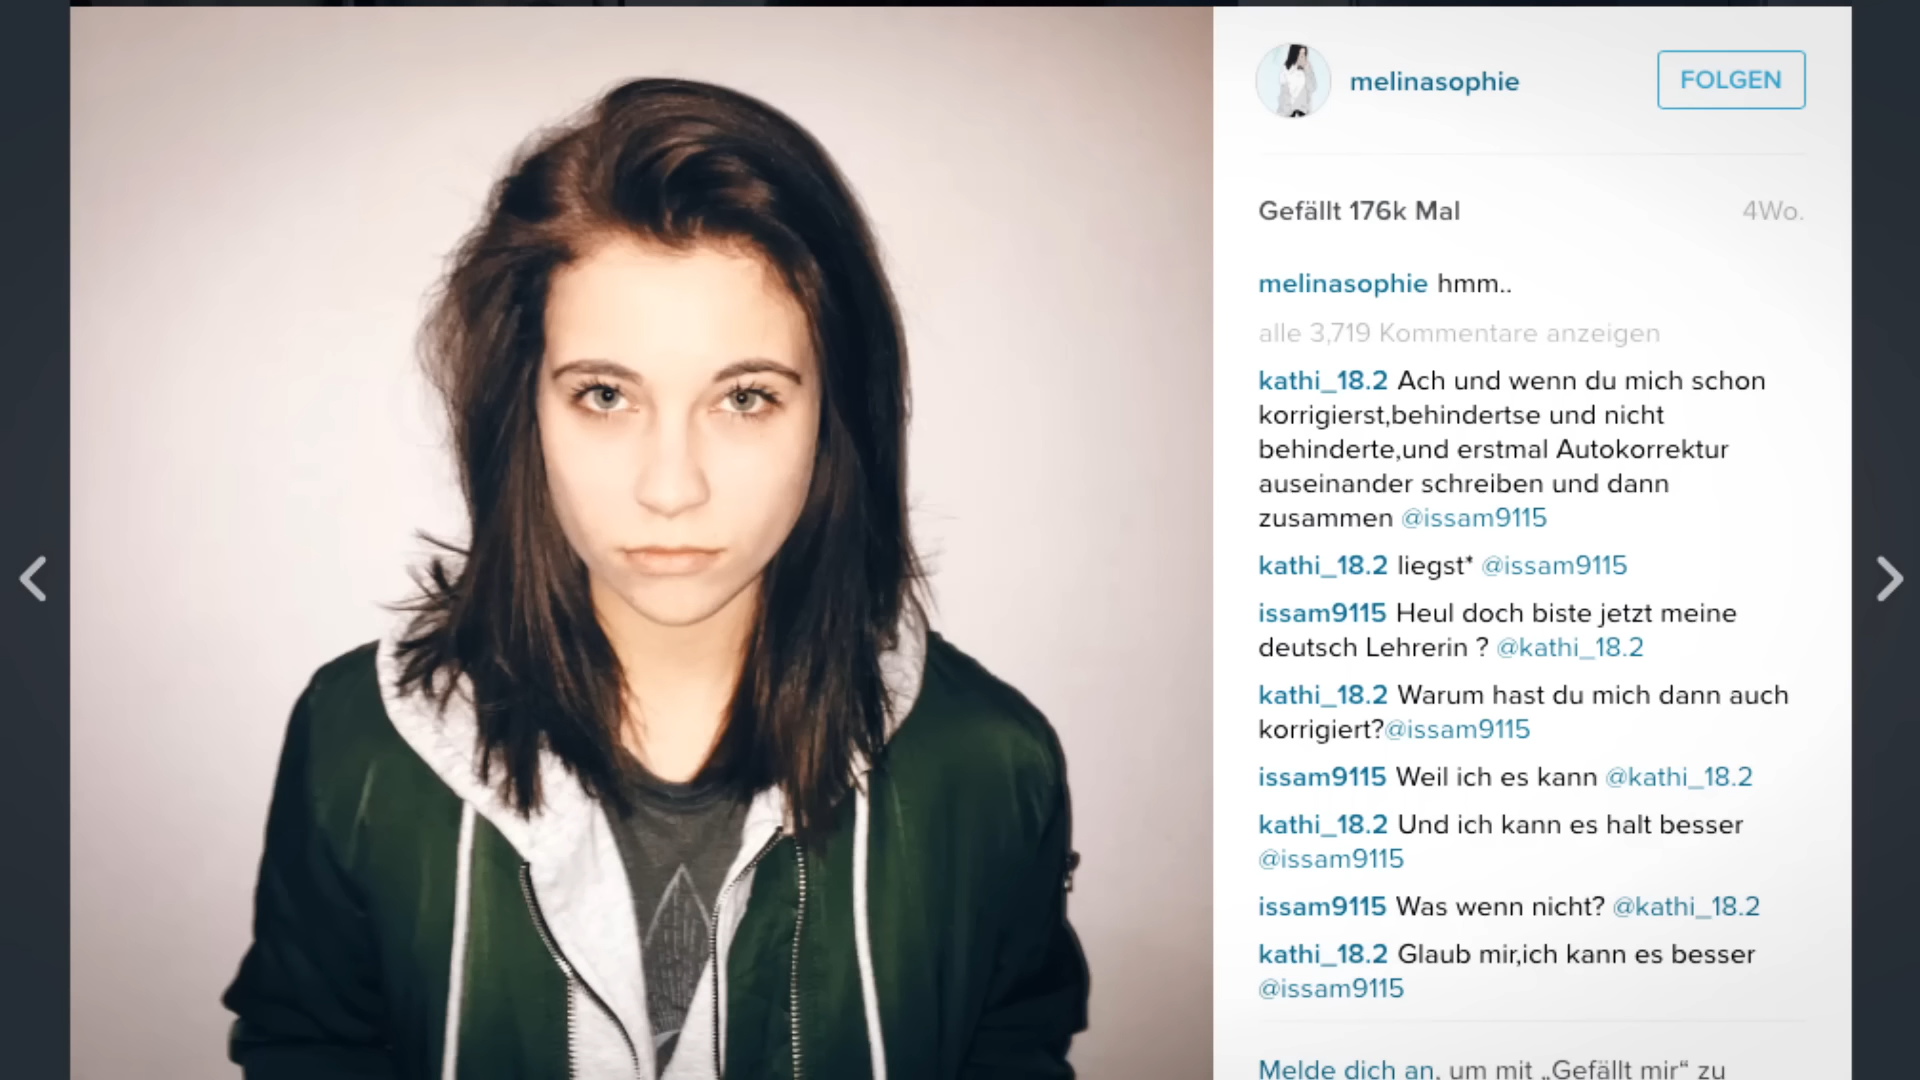 melinasophie
FOLGEN
Gefällt 176k Mal
4Wo.
melinasophie hmm..
alle 3,719 Kommentare anzeigen
kathi_18.2 Ach und wenn du mich schon
korrigierst,behindertse und nicht
behinderte,und erstmal Autokorrektur
auseinander schreiben und dann
zusammen @issam9115
kathi_18.2 liegst* @issam9115
issam9115 Heul doch biste jetzt meine
deutsch Lehrerin ? @kathi_18.2
kathi_18.2 Warum hast du mich dann auch
korrigiert?@issam9115
issam9115 Weil ich es kann @kathi_18.2
kathi_18.2 Und ich kann es halt besser
@issam9115
issam9115 Was wenn nicht? @kathi_18.2
kathi_18.2 Glaub mir,ich kann es besser
@issam9115
Melde dich an, um mit „Gefällt mir“ zu